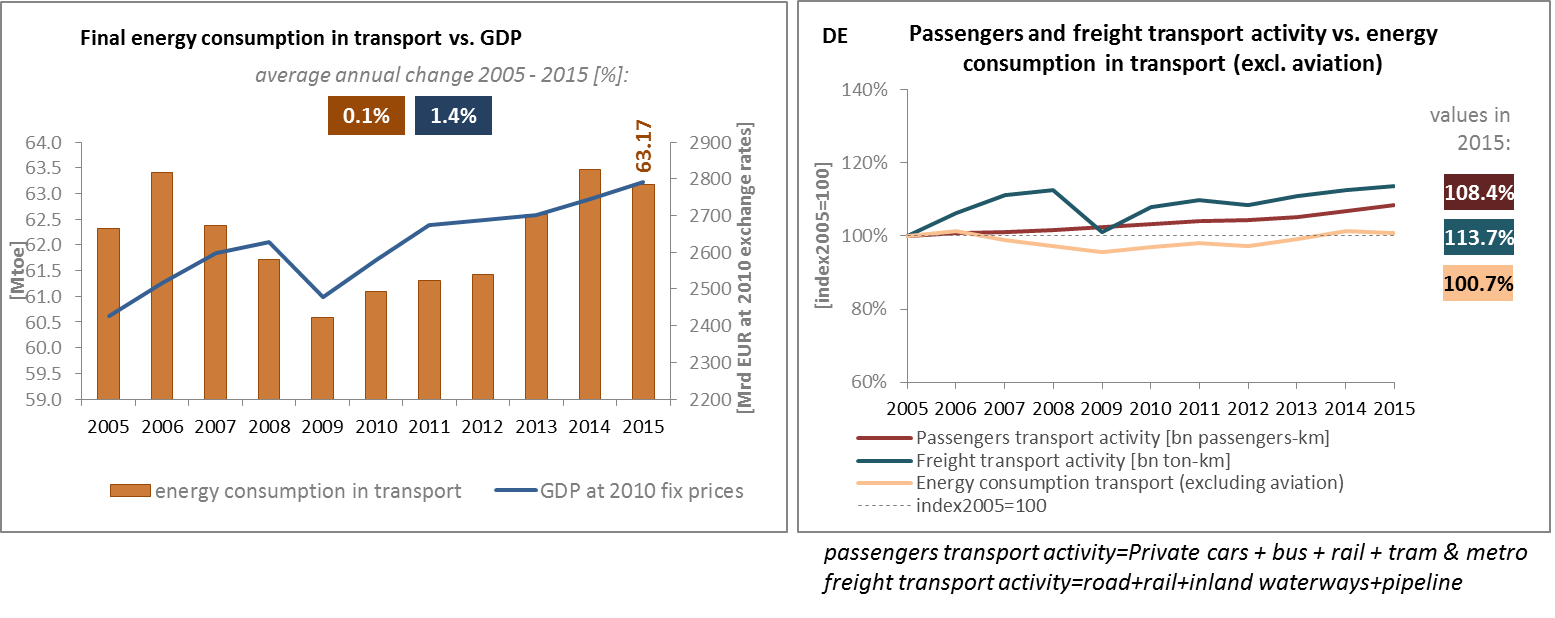 Final energy consumption in transport vs. GDP
average annual change 2005 - 2015 [%]:
0.1% 1.4%
[Mtoe]
64.0
63.5
63.0
62.5
62.0
61.5
61.0
60.5
60.0
59.5
59.0
63.17
2900
2800
2700
2600
2500
2400
2300
2200
[Mrd EUR at 2010 exchange rates]
2005 2006 2007 2008 2009 2010 2011 2012 2013 2014 2015
energy consumption in transport GDP at 2010 fix prices
DE
Passengers and freight transport activity vs. energy
consumption in transport (excl. aviation)
[index2005=100]
140%
120%
100%
80%
60%
values in
2015:
108.4%
113.7%
100.7%
2005 2006 2007 2008 2009 2010 2011 2012 2013 2014 2015
Passengers transport activity [bn passengers-km]
Freight transport activity [bn ton-km]
Energy consumption transport (excluding aviation)
index2005=100
passengers transport activity=Private cars + bus + rail + tram & metro
freight transport activity=road+rail+inland waterways+pipeline